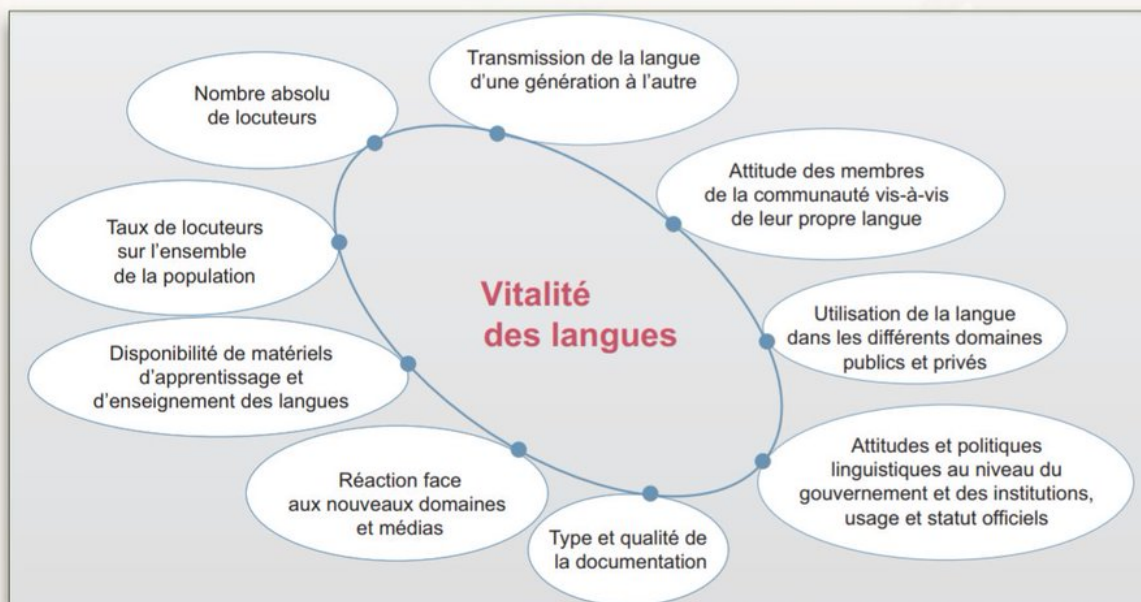 Transmission de la langue
d'une génération à l'autre
Nombre absolu
de locuteurs
Attitude des membres
de la communauté vis-à-vis
de leur propre langue
Taux de locuteurs
sur l'ensemble
de la population
Vitalité
des langues
Utilisation de la langue
dans les différents domaines
publics et privés
Disponibilité de matériels
d'apprentissage et
d'enseignement des langues
Attitudes et politiques
linguistiques au niveau du
gouvernement et des institutions,
usage et statut officiels
Réaction face
aux nouveaux domaines
et médias
Type et qualité de
la documentation